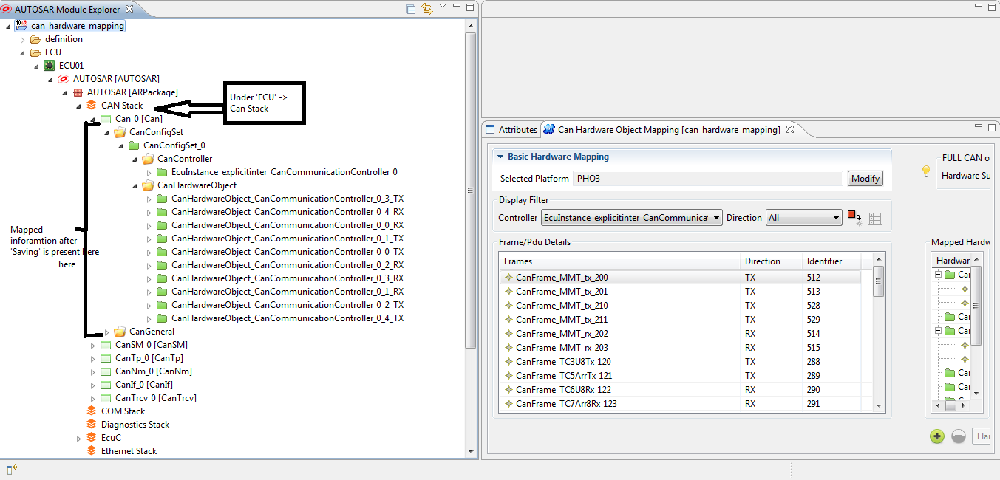 AUTOSAR Module Explorer
can_hardware_mapping
definition
ECU
ECU01
AUTOSAR [AUTOSAR]
AUTOSAR [ARPackage]
CAN Stack
Can_0 [Can]
CanConfigSet
CanConfigSet_0
CanController
EcuInstance_explicitinter_CanCommunicationController_0
CanHardwareObject
CanHardwareObject_CanCommunicationController_0_3_TX
CanHardwareObject_CanCommunicationController_0_4_RX
CanHardwareObject_CanCommunicationController_0_0_RX
CanHardwareObject_CanCommunicationController_0_1_TX
CanHardwareObject_CanCommunicationController_0_0_TX
CanHardwareObject_CanCommunicationController_0_2_RX
CanHardwareObject_CanCommunicationController_0_3_RX
CanHardwareObject_CanCommunicationController_0_1_RX
CanHardwareObject_CanCommunicationController_0_2_TX
CanHardwareObject_CanCommunicationController_0_4_TX
CanGeneral
CanSM_0 [CanSM]
CanTp_0 [CanTp]
CanNm_0 [CanNm]
CanIf_0 [CanIf]
CanTrcv_0 [CanTrcv]
COM Stack
Diagnostics Stack
EcuC
Ethernet Stack
Under 'ECU' ->
Can Stack
Mapped
inforamtion after
'Saving' is present here
here
Attributes
Can Hardware Object Mapping [can_hardware_mapping]
Basic Hardware Mapping
Selected Platform PHO3 Modify
FULL CAN o
Hardware Su
Display Filter
Controller EcuInstance_explicitinter_CanCommunica Direction All
Frame/Pdu Details
Frames Direction Identifier
CanFrame_MMT_tx_200 TX 512
CanFrame_MMT_tx_201 TX 513
CanFrame_MMT_tx_210 TX 528
CanFrame_MMT_tx_211 TX 529
CanFrame_MMT_rx_202 RX 514
CanFrame_MMT_rx_203 RX 515
CanFrame_TC3U8Tx_120 TX 288
CanFrame_TC5ArrTx_121 TX 289
CanFrame_TC6U8Rx_122 RX 290
CanFrame_TC7Arr8Rx_123 RX 291
Mapped Hardw
Hardwar
Car
Car
Car
Car
Car
Har